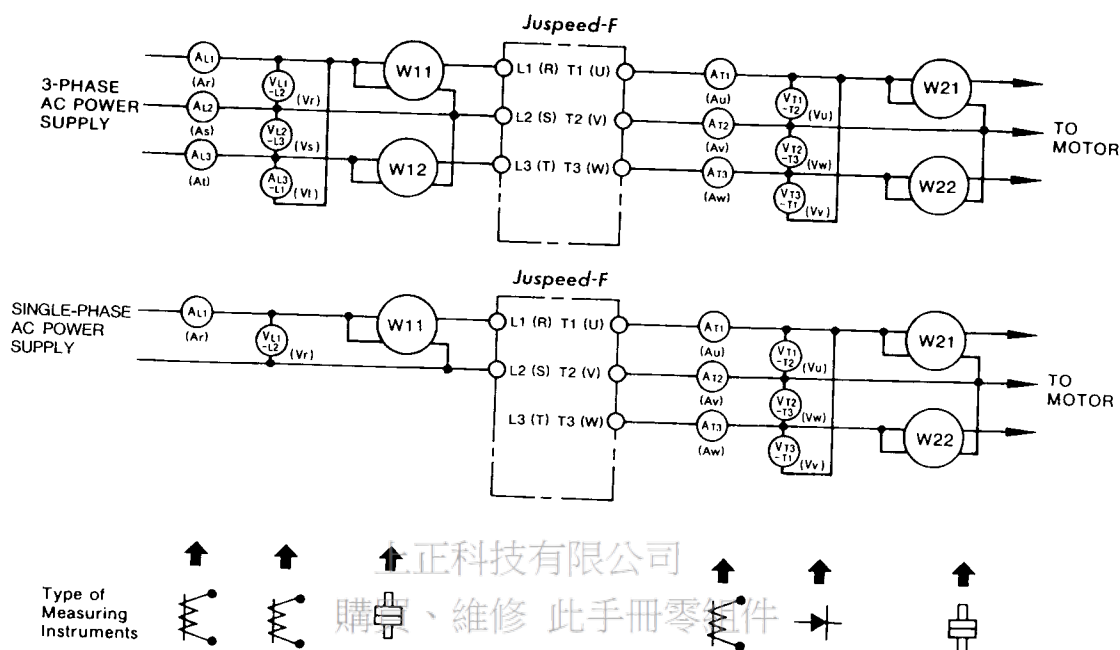 Juspeed-F
3-PHASE
AC POWER
SUPPLY
AL1
(Ar)
VL1
-L2
(Vr)
AL2
(As)
VL2
-L3
(Vs)
AL3
(At)
AL3
-L1
(Vt)
W11
W12
L1 (R) T1 (U)
L2 (S) T2 (V)
L3 (T) T3 (W)
AT1
(Au)
VT1
-T2
(Vu)
AT2
(Av)
VT2
-T3
(Vw)
AT3
(Aw)
VT3
-T1
(Vv)
W21
W22
TO
MOTOR
Juspeed-F
SINGLE-PHASE
AC POWER
SUPPLY
AL1
(Ar)
VL1
-L2
(Vr)
W11
L1 (R) T1 (U)
L2 (S) T2 (V)
L3 (T) T3 (W)
AT1
(Au)
VT1
-T2
(Vu)
AT2
(Av)
VT2
-T3
(Vw)
AT3
(Aw)
VT3
-T1
(Vv)
W21
W22
TO
MOTOR
上正科技有限公司
購買、維修 此手冊零組件
Type of
Measuring
Instruments